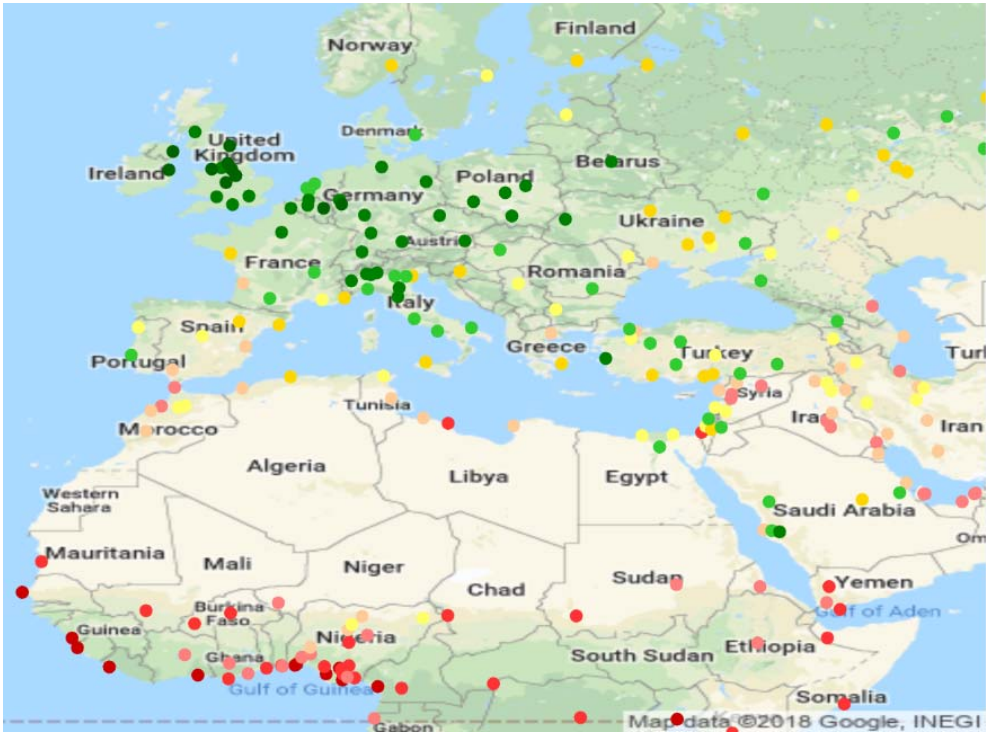 Finland
Norway
Denmark
United
Kingdom
Ireland
Belarus
Poland
Germany
Ukraine
Austria
France
Romania
Italy
Spain
Portugal
Greece
Turkey
Tur
Syria
Tunisia
Iraq
Iran
Morocco
Algeria
Libya
Egypt
Western
Sahara
Saudi Arabia
Om
Mauritania
Mali
Niger
Chad
Sudan
Yemen
Gulf of Aden
Burkina
Faso
Guinea
Nigeria
Ghana
Ethiopia
South Sudan
Gulf of Guinea
Somalia
Gabon
Map data ©2018 Google, INEGI